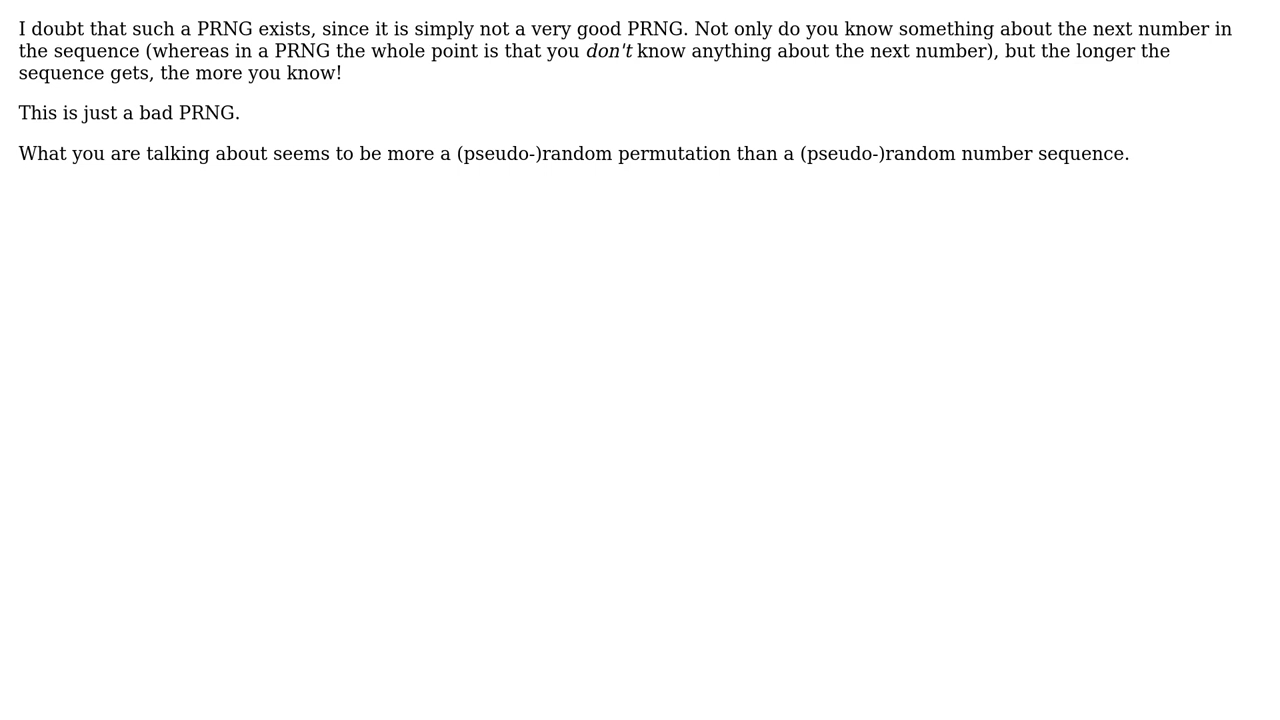 I doubt that such a PRNG exists, since it is simply not a very good PRNG. Not only do you know something about the next number in
the sequence (whereas in a PRNG the whole point is that you don't know anything about the next number), but the longer the
sequence gets, the more you know!
This is just a bad PRNG.
What you are talking about seems to be more a (pseudo-)random permutation than a (pseudo-)random number sequence.